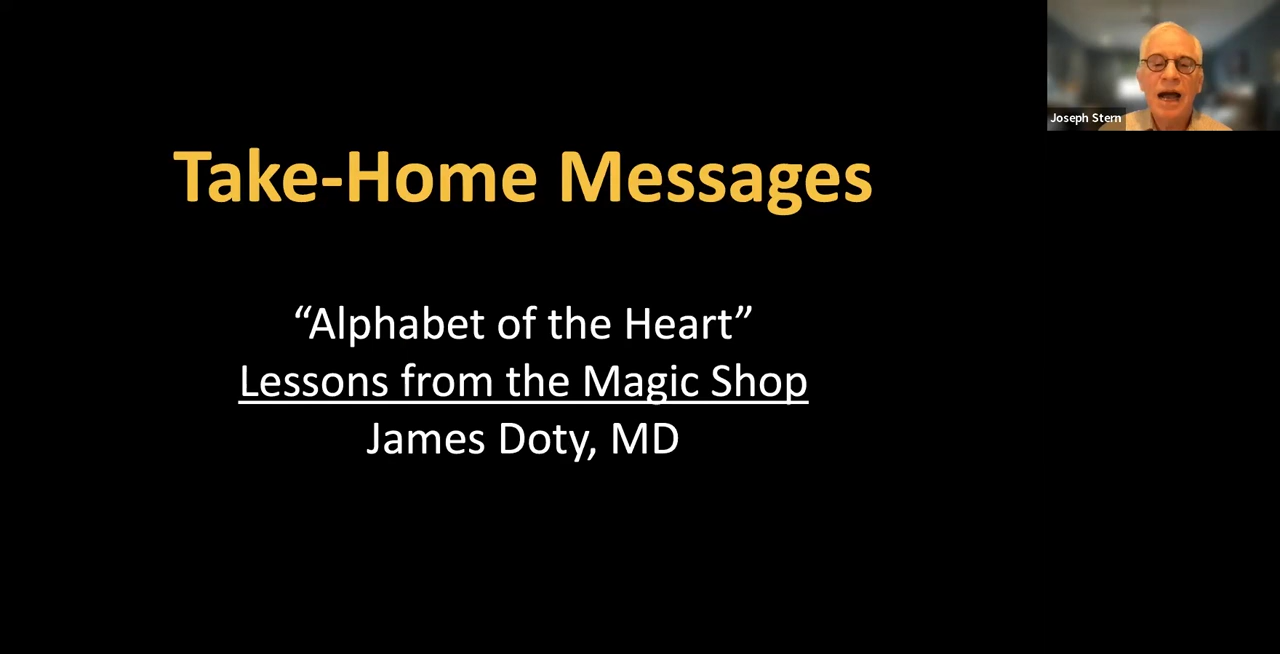 Joseph Stern
Take-Home Messages
“Alphabet of the Heart”
Lessons from the Magic Shop
James Doty, MD